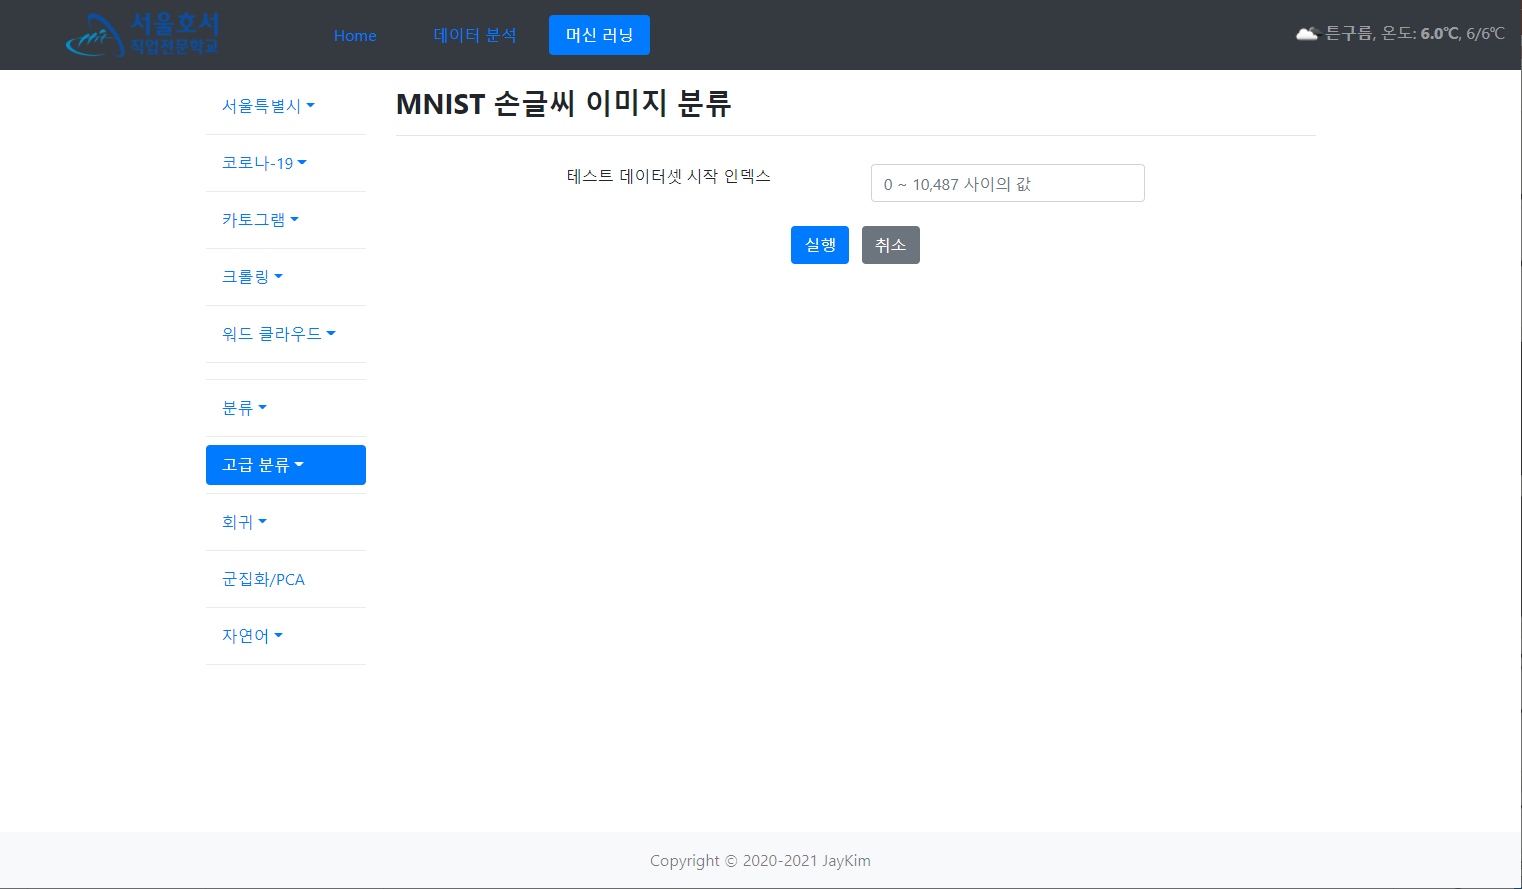 서울호서
직업전문학교
Home
데이터 분석
머신 러닝
튼구름, 온도: 6.0℃, 6/6℃
서울특별시
코로나-19
카토그램
크롤링
워드 클라우드
분류
고급 분류
회귀
군집화/PCA
자연어
MNIST 손글씨 이미지 분류
테스트 데이터셋 시작 인덱스
0 ~ 10,487 사이의 값
실행
취소
Copyright © 2020-2021 JayKim